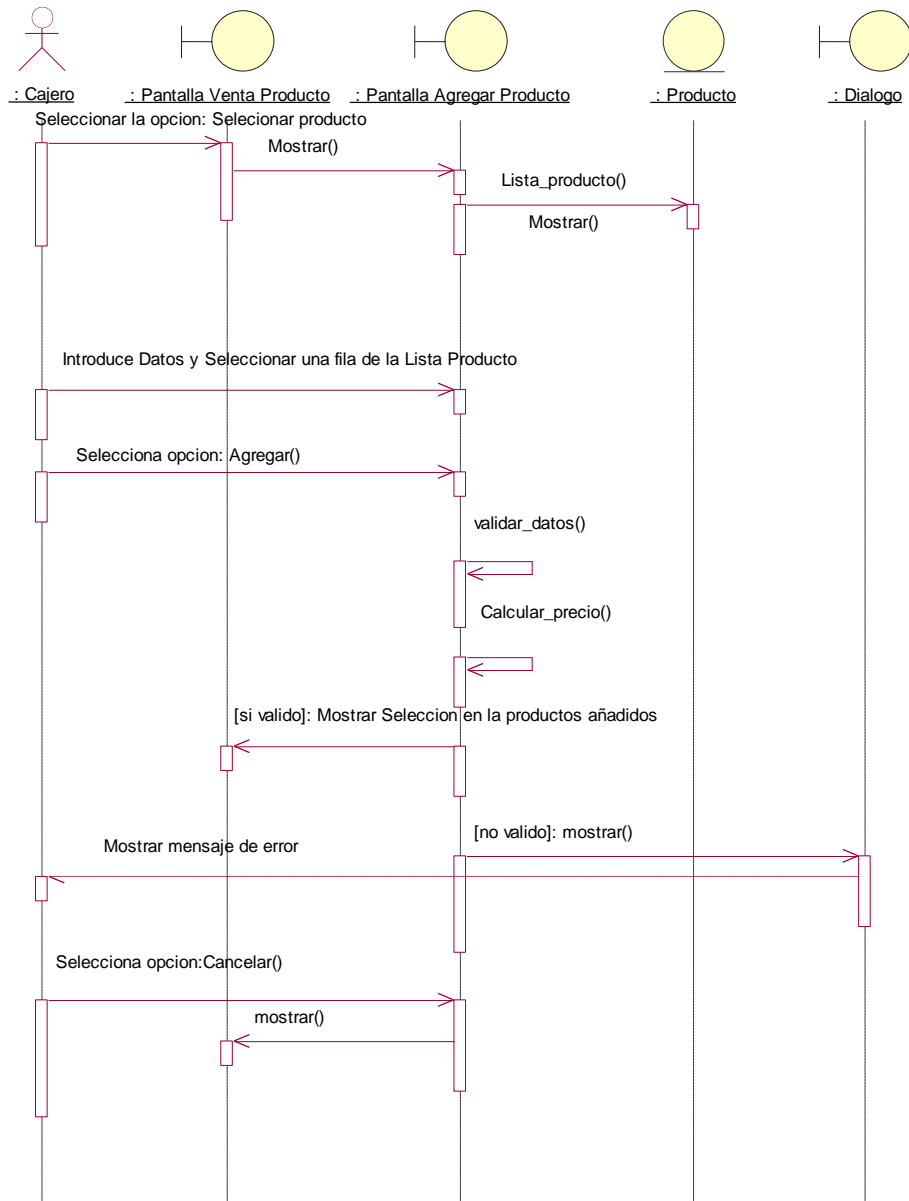 : Cajero
: Pantalla Venta Producto
: Pantalla Agregar Producto
: Producto
: Dialogo
Seleccionar la opcion: Selecionar producto
Mostrar()
Lista_producto()
Mostrar()
Introduce Datos y Seleccionar una fila de la Lista Producto
Selecciona opcion: Agregar()
validar_datos()
Calcular_precio()
[si valido]: Mostrar Seleccion en la productos añadidos
[no valido]: mostrar()
Mostrar mensaje de error
Selecciona opcion:Cancelar()
mostrar()